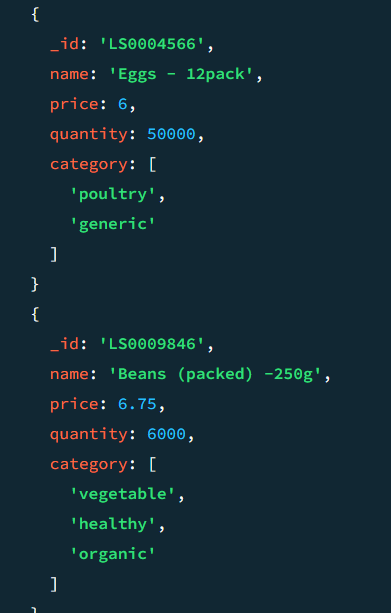 {
_id: 'LS0004566',
name: 'Eggs - 12pack',
price: 6,
quantity: 50000,
category: [
'poultry',
'generic'
]
}
{
_id: 'LS0009846',
name: 'Beans (packed) -250g',
price: 6.75,
quantity: 6000,
category: [
'vegetable',
'healthy',
'organic'
]
}